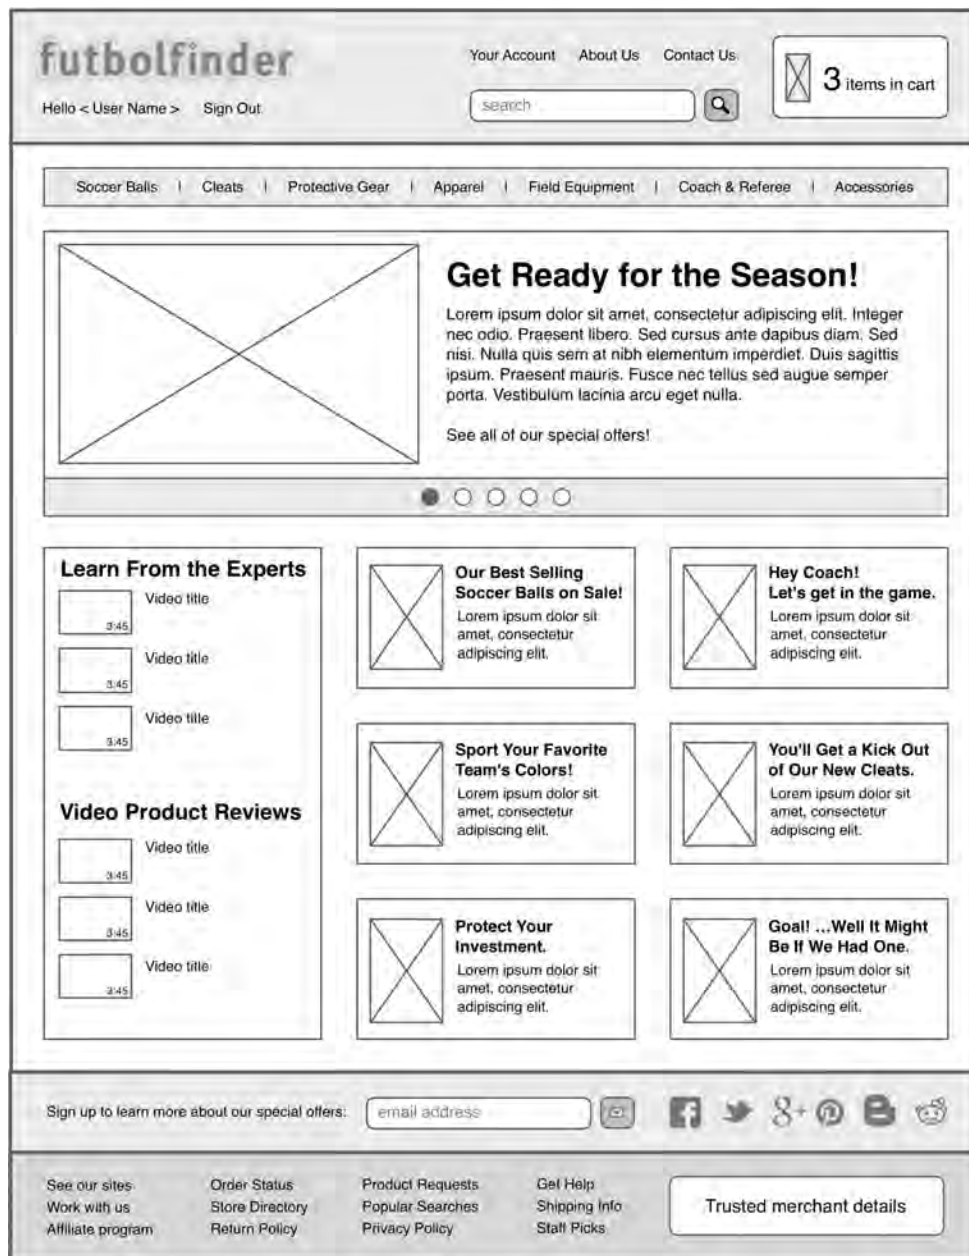 futbolfinder
Your Account About Us Contact Us
3 items in cart
Hello < User Name > Sign Out
search
Soccer Balls | Cleats | Protective Gear | Apparel | Field Equipment | Coach & Referee | Accessories
Get Ready for the Season!
Lorem ipsum dolor sit amet, consectetur adipiscing elit. Integer
nec odio. Praesent libero. Sed cursus ante dapibus diam. Sed
nisi. Nulla quis sem at nibh elementum imperdiet. Duis sagittis
ipsum. Praesent mauris. Fusce nec tellus sed augue semper
porta. Vestibulum lacinia arcu eget nulla.
See all of our special offers!
Learn From the Experts
Video title
3:45
Video title
3:45
Video title
3:45
Video Product Reviews
Video title
3:45
Video title
3:45
Video title
3:45
Our Best Selling
Soccer Balls on Sale!
Lorem ipsum dolor sit
amet, consectetur
adipiscing elit.
Hey Coach!
Let's get in the game.
Lorem ipsum dolor sit
amet, consectetur
adipiscing elit.
Sport Your Favorite
Team's Colors!
Lorem ipsum dolor sit
amet, consectetur
adipiscing elit.
You'll Get a Kick Out
of Our New Cleats.
Lorem ipsum dolor sit
amet, consectetur
adipiscing elit.
Protect Your
Investment.
Lorem ipsum dolor sit
amet, consectetur
adipiscing elit.
Goal! ...Well It Might
Be If We Had One.
Lorem ipsum dolor sit
amet, consectetur
adipiscing elit.
Sign up to learn more about our special offers:
email address
See our sites
Work with us
Affiliate program
Order Status
Store Directory
Return Policy
Product Requests
Popular Searches
Privacy Policy
Get Help
Shipping Info
Staff Picks
Trusted merchant details